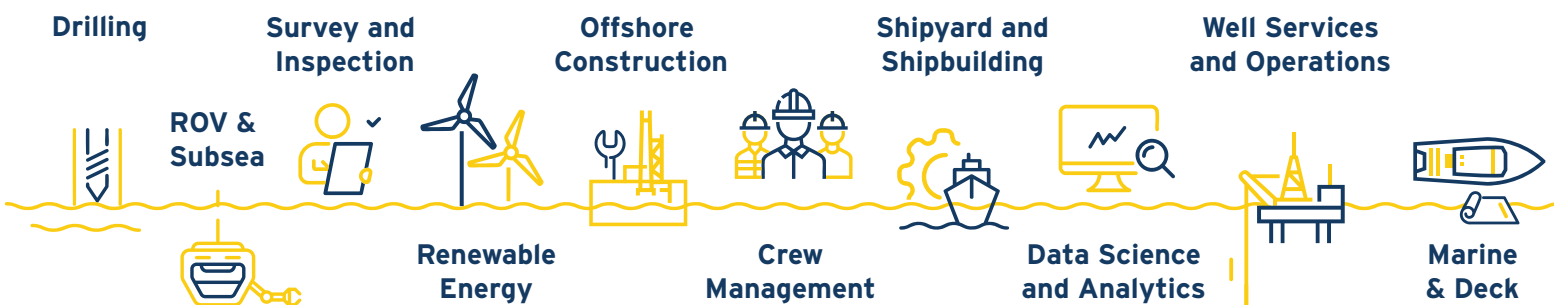 Drilling
ROV &
Subsea
Survey and
Inspection
Renewable
Energy
Offshore
Construction
Crew
Management
Shipyard and
Shipbuilding
Data Science
and Analytics
Well Services
and Operations
Marine
& Deck